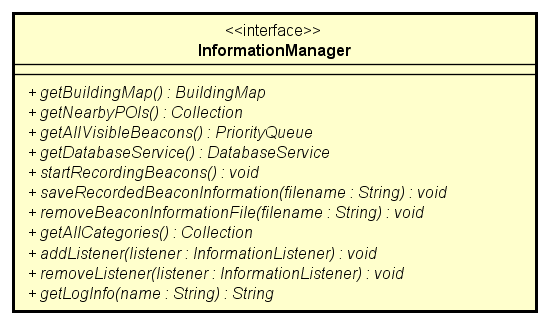 <<interface>>
InformationManager
+ getBuildingMap() : BuildingMap
+ getNearbyPOIs() : Collection
+ getAllVisibleBeacons() : PriorityQueue
+ getDatabaseService() : DatabaseService
+ startRecordingBeacons() : void
+ saveRecordedBeaconInformation(filename : String) : void
+ removeBeaconInformationFile(filename : String) : void
+ getAllCategories() : Collection
+ addListener(listener : InformationListener) : void
+ removeListener(listener : InformationListener) : void
+ getLogInfo(name : String) : String